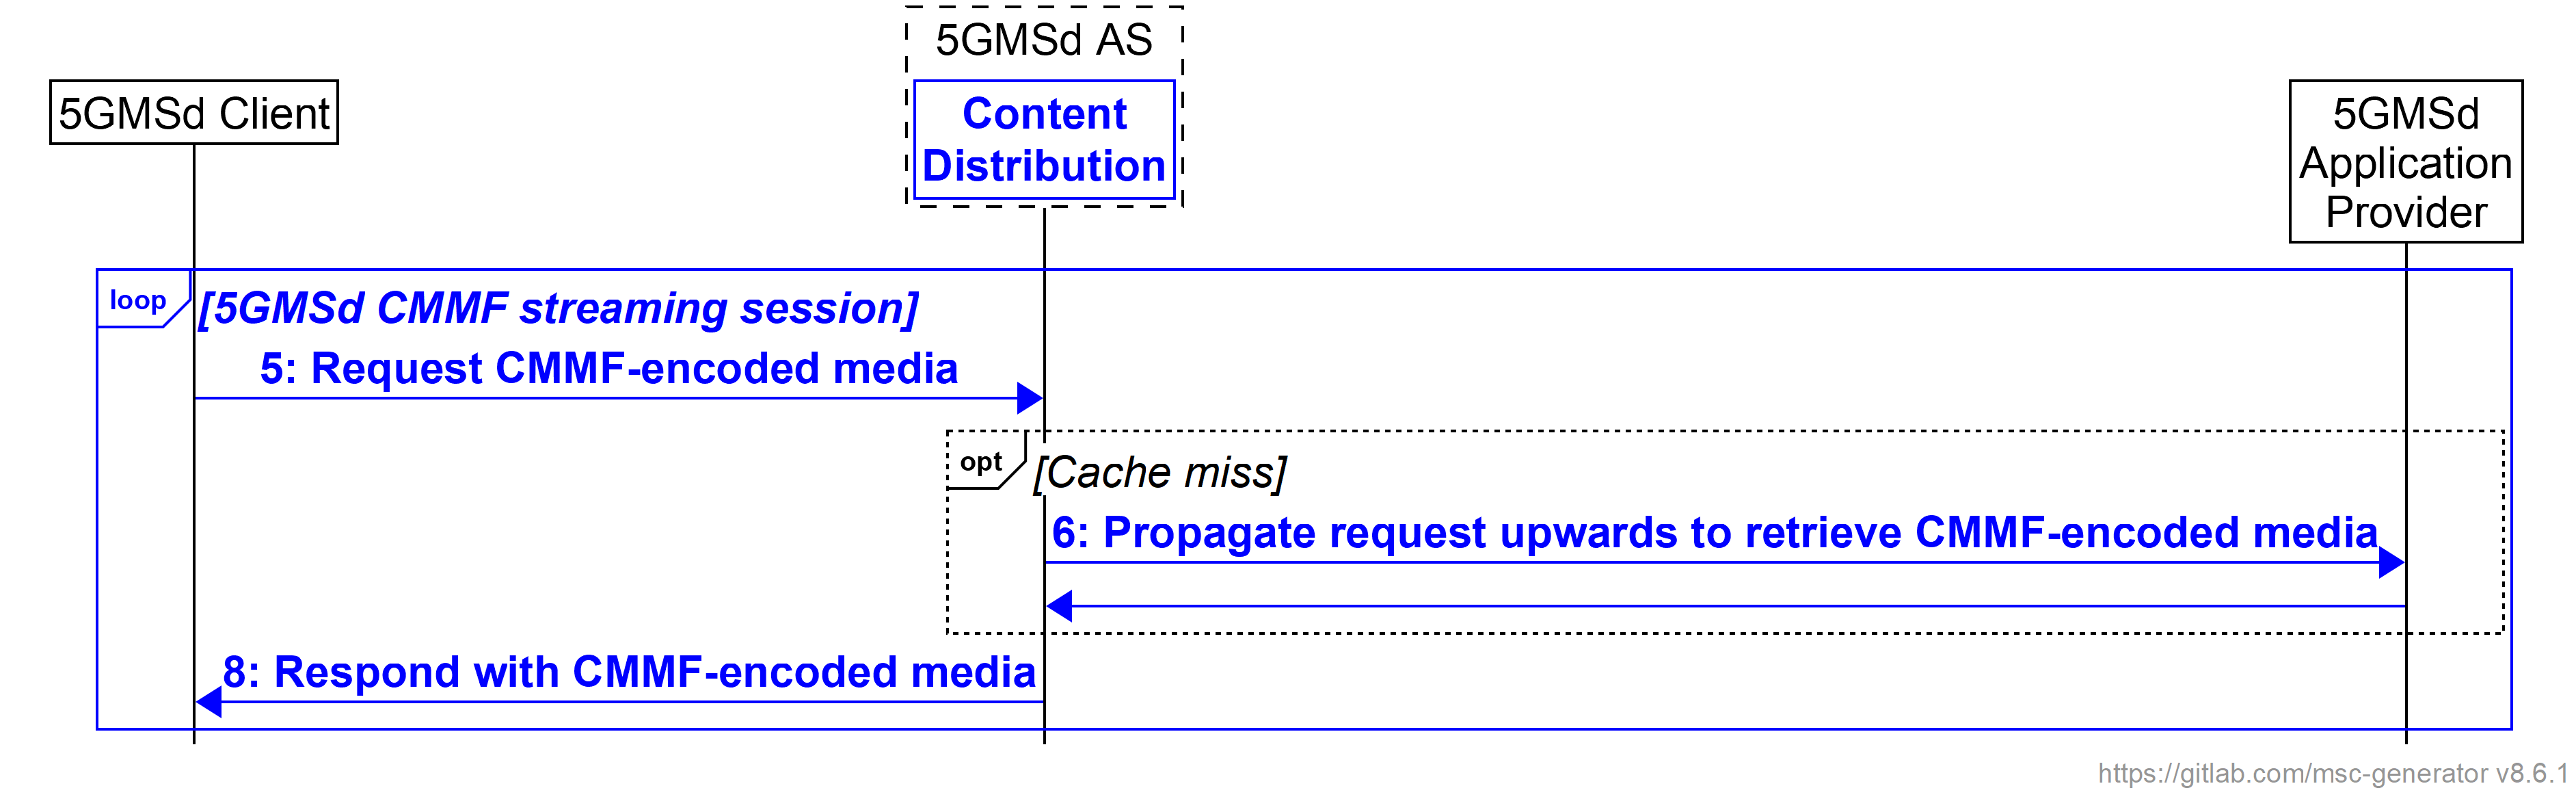 5GMSd AS
5GMSd Client
Content
Distribution
5GMSd
Application
Provider
loop
[5GMSd CMMF streaming session]
5: Request CMMF-encoded media
opt
[Cache miss]
6: Propagate request upwards to retrieve CMMF-encoded media
8: Respond with CMMF-encoded media
https://gitlab.com/msc-generator v8.6.1